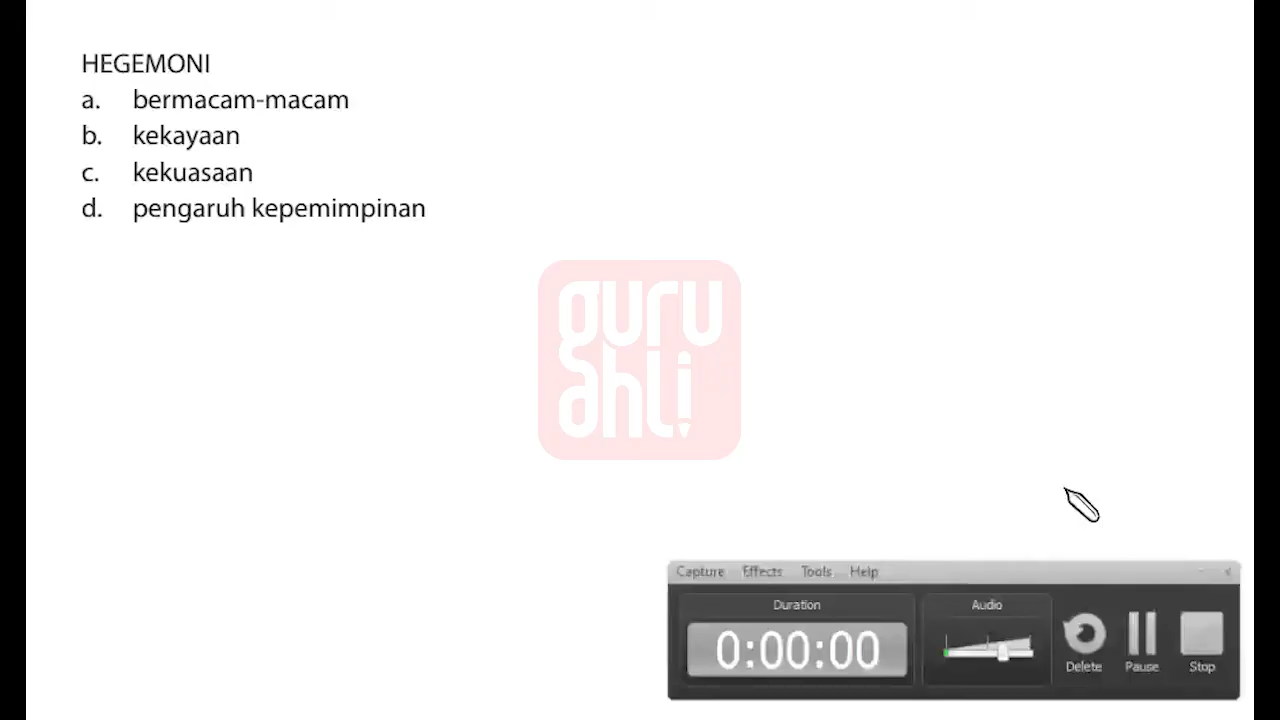 HEGEMONI
a. bermacam-macam
b. kekayaan
c. kekuasaan
d. pengaruh kepemimpinan
guru
ahli
Capture Effects Tools Help
Duration Audio
0:00:00
Delete Pause Stop